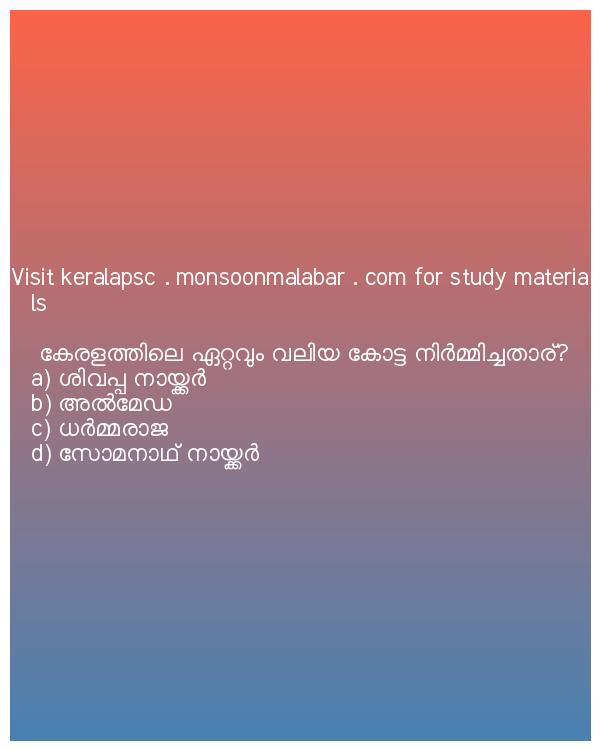 Visit keralapsc . monsoonmalabar . com for study materia
ls
കേരളത്തിലെ ഏറ്റവും വലിയ കോട്ട നിർമ്മിച്ചതാര്?
a) ശിവപ്പ നായ്ക്കർ
b) അൽമേഡ
c) ധർമ്മരാജ
d) സോമനാഥ് നായ്ക്കർ